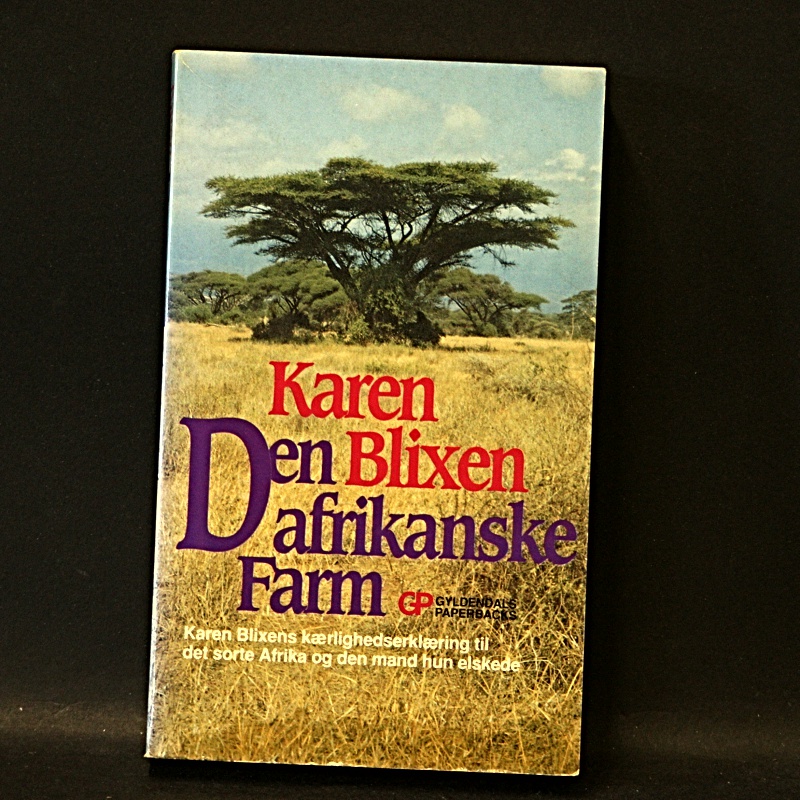 Karen
Den Blixen
afrikanske
Farm
GP GYLDENDALS
PAPERBACKS
Karen Blixens kærlighedserklæring til
det sorte Afrika og den mand hun elskede